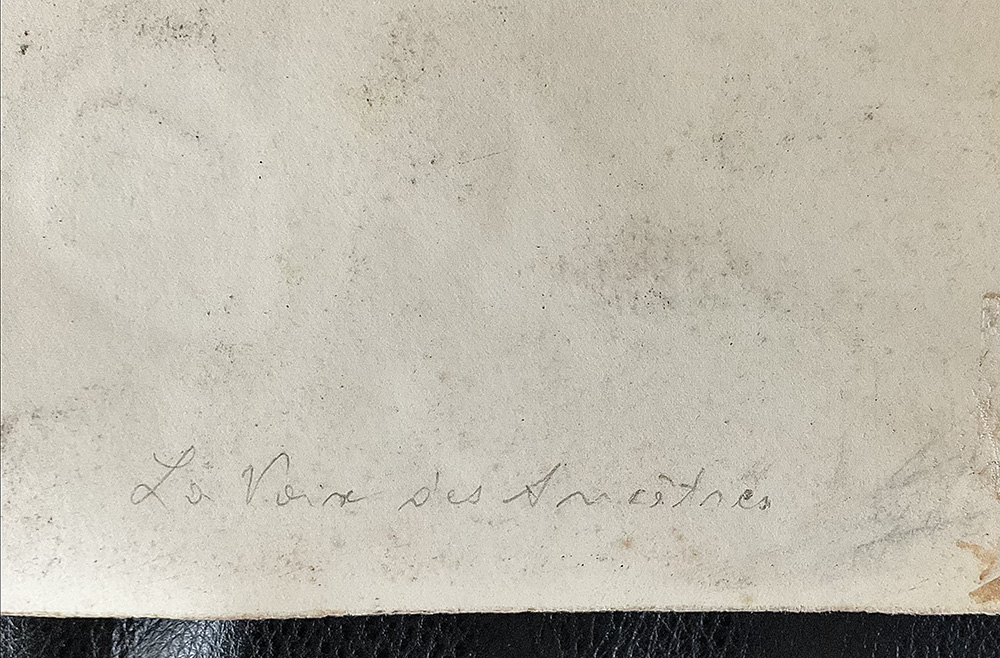 La Voix des Ancêtres